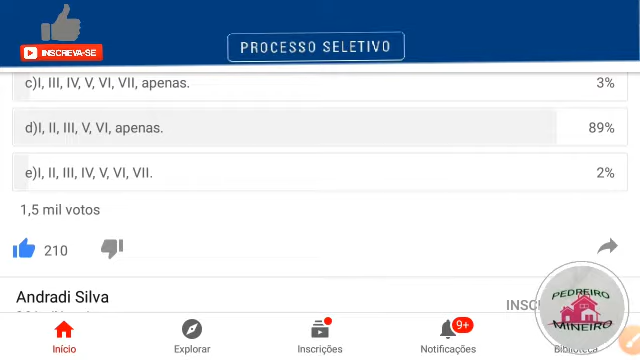 INSCREVA-SE
PROCESSO SELETIVO
c)I, III, IV, V, VI, VII, apenas. 3%
d)I, II, III, V, VI, apenas. 89%
e)I, II, III, IV, V, VI, VII. 2%
1,5 mil votos
210
Andradi Silva
INSC
PEDREIRO
MINEIRO
9+
Início Explorar Inscrições Notificações Biblioteca